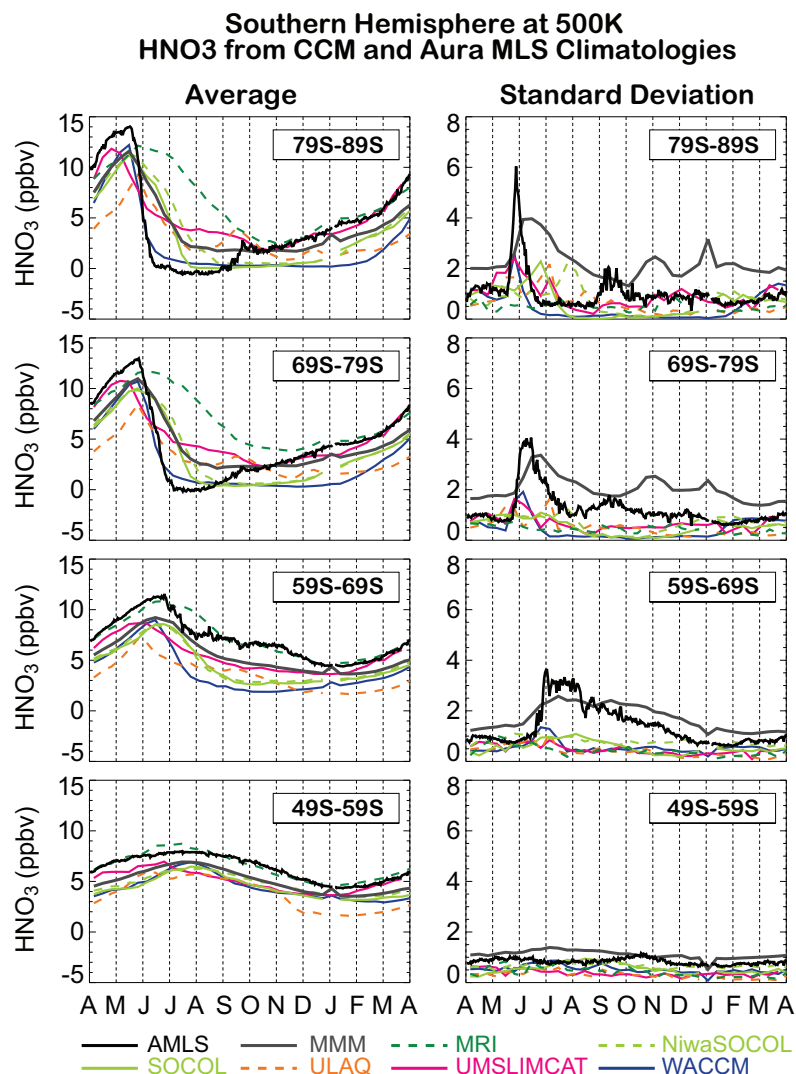 Southern Hemisphere at 500K
HNO3 from CCM and Aura MLS Climatologies
Average
Standard Deviation
HNO3 (ppbv)
15
10
5
0
-5
79S-89S
8
6
4
2
0
79S-89S
HNO3 (ppbv)
15
10
5
0
-5
69S-79S
8
6
4
2
0
69S-79S
HNO3 (ppbv)
15
10
5
0
-5
59S-69S
8
6
4
2
0
59S-69S
HNO3 (ppbv)
15
10
5
0
-5
49S-59S
8
6
4
2
0
49S-59S
A M J J A S O N D J F M A
A M J J A S O N D J F M A
AMLS MMM MRI NiwaSOCOL
SOCOL ULAQ UMSLIMCAT WACCM